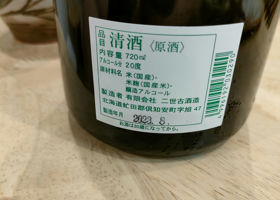 品目 清酒〈原酒〉
内容量 720ml
アルコール分 20度
原材料名 米(国産)・
米麹(国産米)・
醸造アルコール
製造者 有限会社 二世古酒造
北海道虻田郡倶知安町字旭47
製造年月 2023. 8
お酒は20歳になってから。